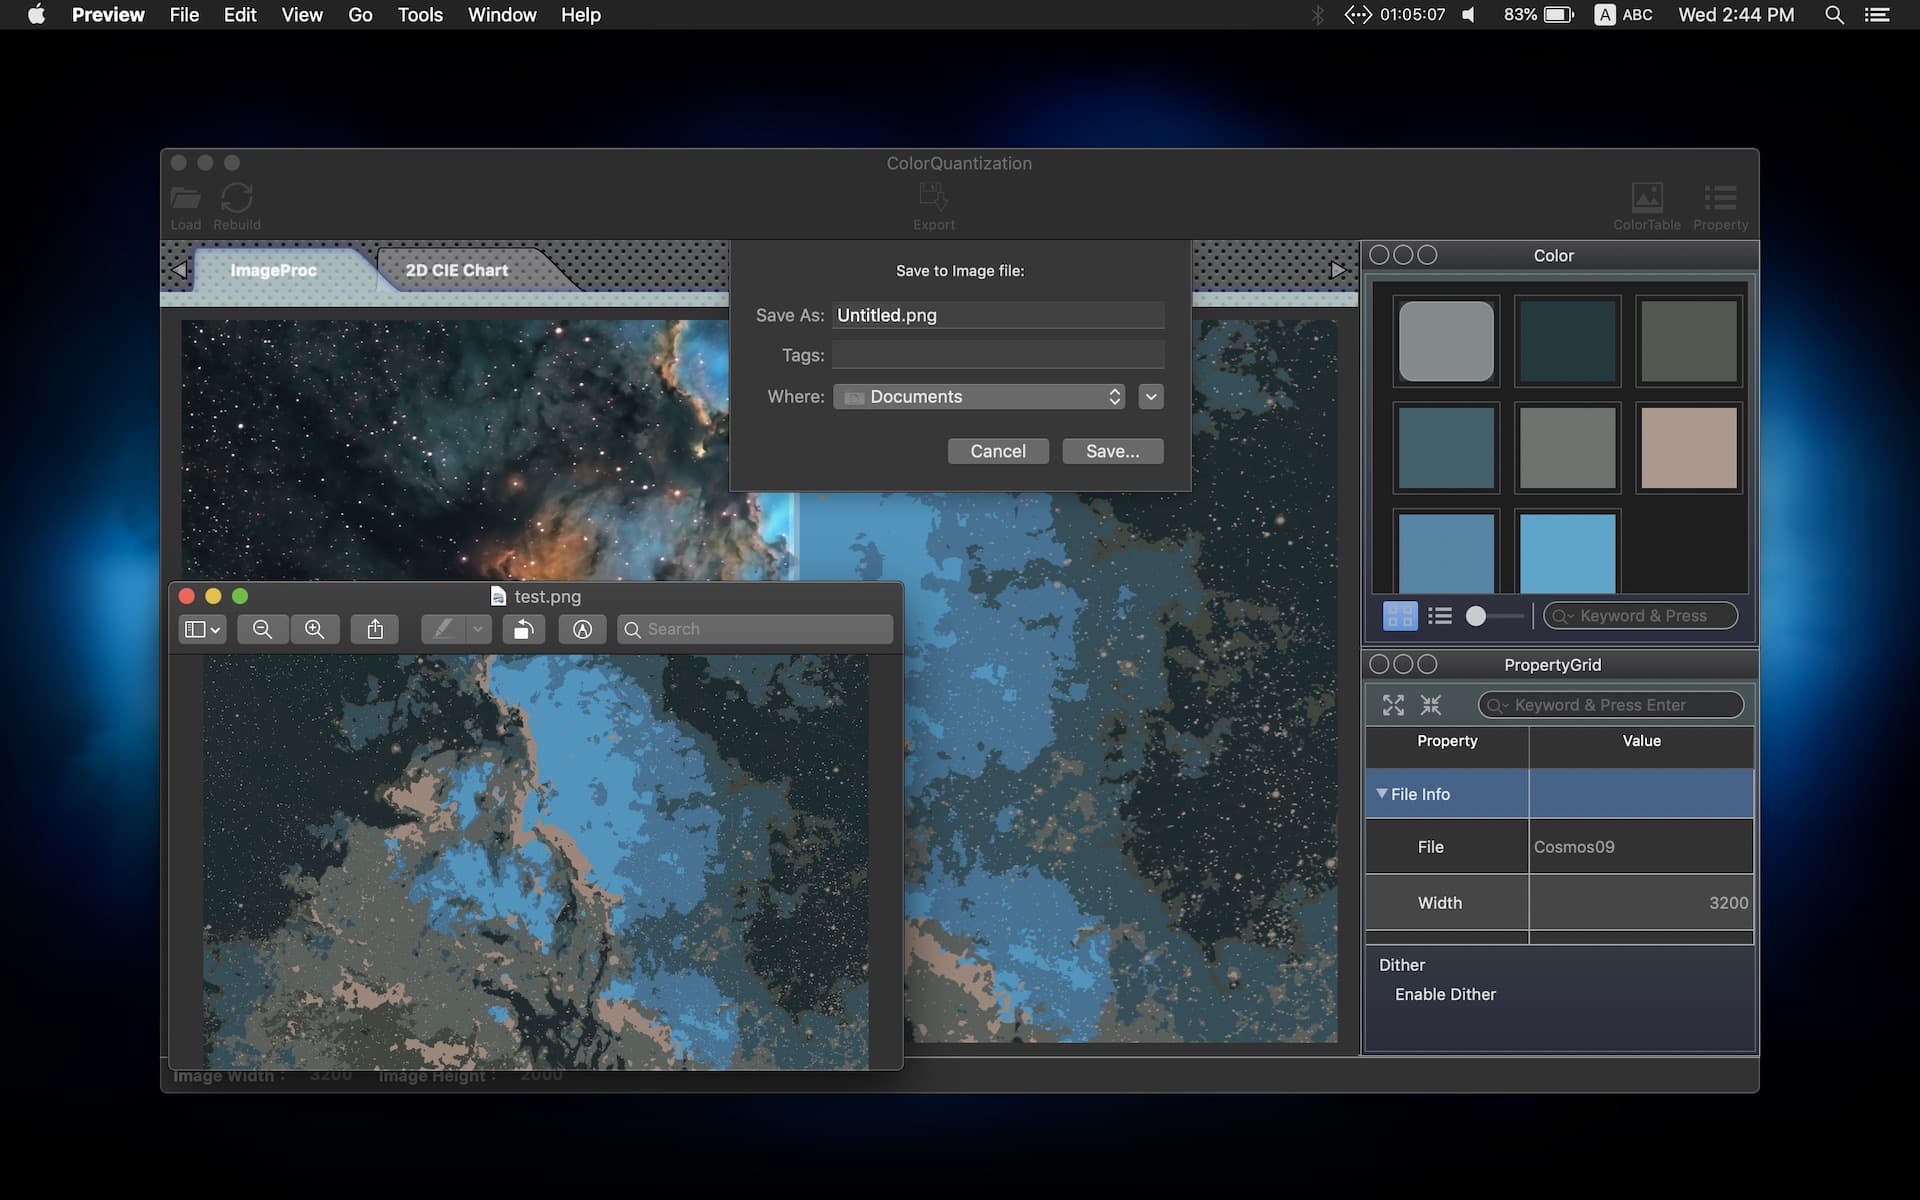 Preview File Edit View Go Tools Window Help 01:05:07 83% A ABC Wed 2:44 PM
ColorQuantization
Load Rebuild Export ColorTable Property
ImageProc 2D CIE Chart
Save to Image file:
Save As: Untitled.png
Tags:
Where: Documents
Cancel Save...
Color
Keyword & Press
test.png
Search
PropertyGrid
Keyword & Press Enter
Property Value
File Info
File Cosmos09
Width 3200
Dither
Enable Dither
Image Width : 3200 Image Height : 2000